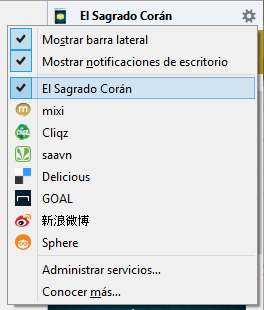 El Sagrado Corán
Mostrar barra lateral
Mostrar notificaciones de escritorio
El Sagrado Corán
mixi
Cliqz
saavn
Delicious
GOAL
新浪微博
Sphere
Administrar servicios...
Conocer más...